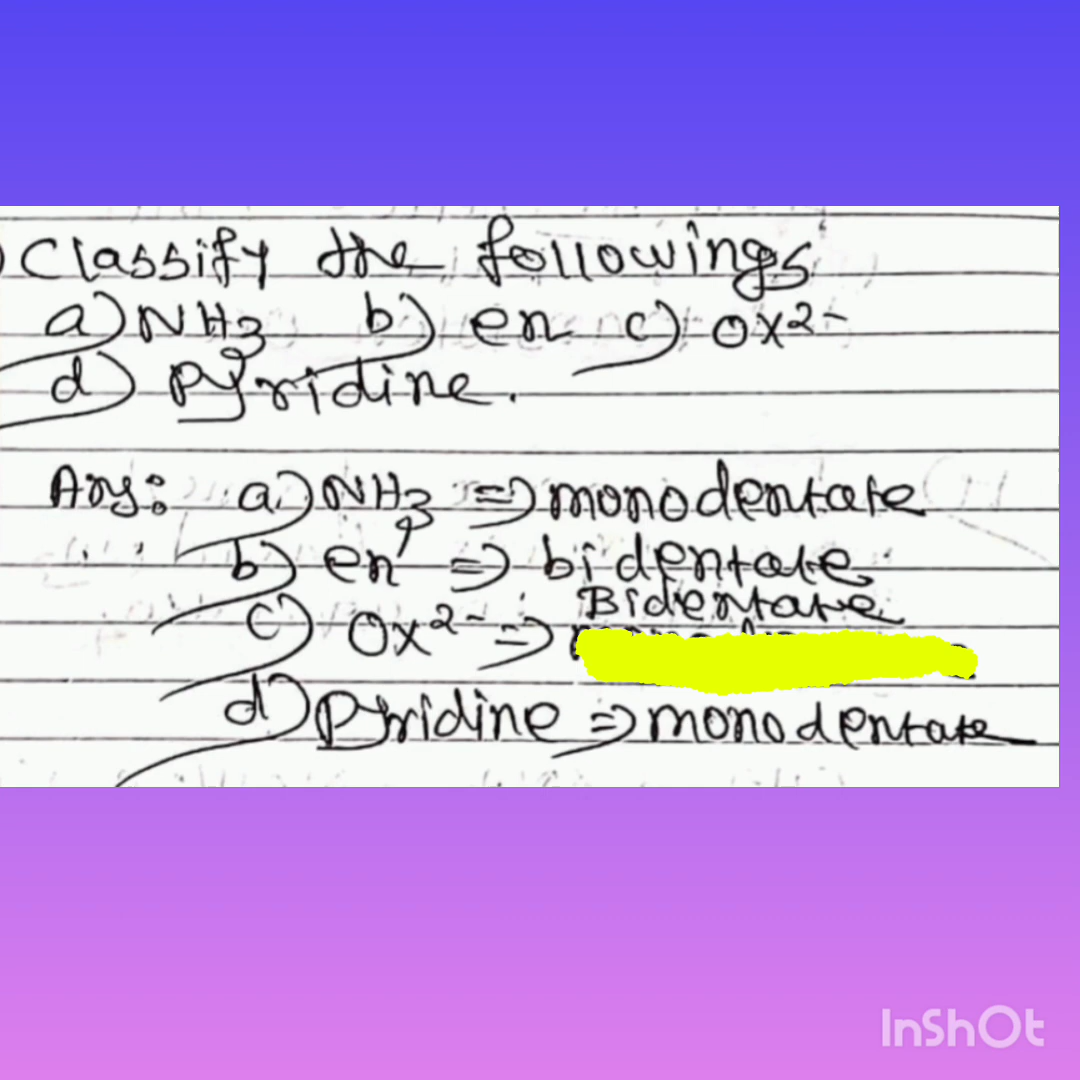 Classify the followings
a) NH3 b) en c) ox2-
d) Pyridine.
Ans: a) NH3 => monodentate
b) en => bidentate
Bidentate
c) Ox2- =>
d) Pyridine => monodentate
InShOt